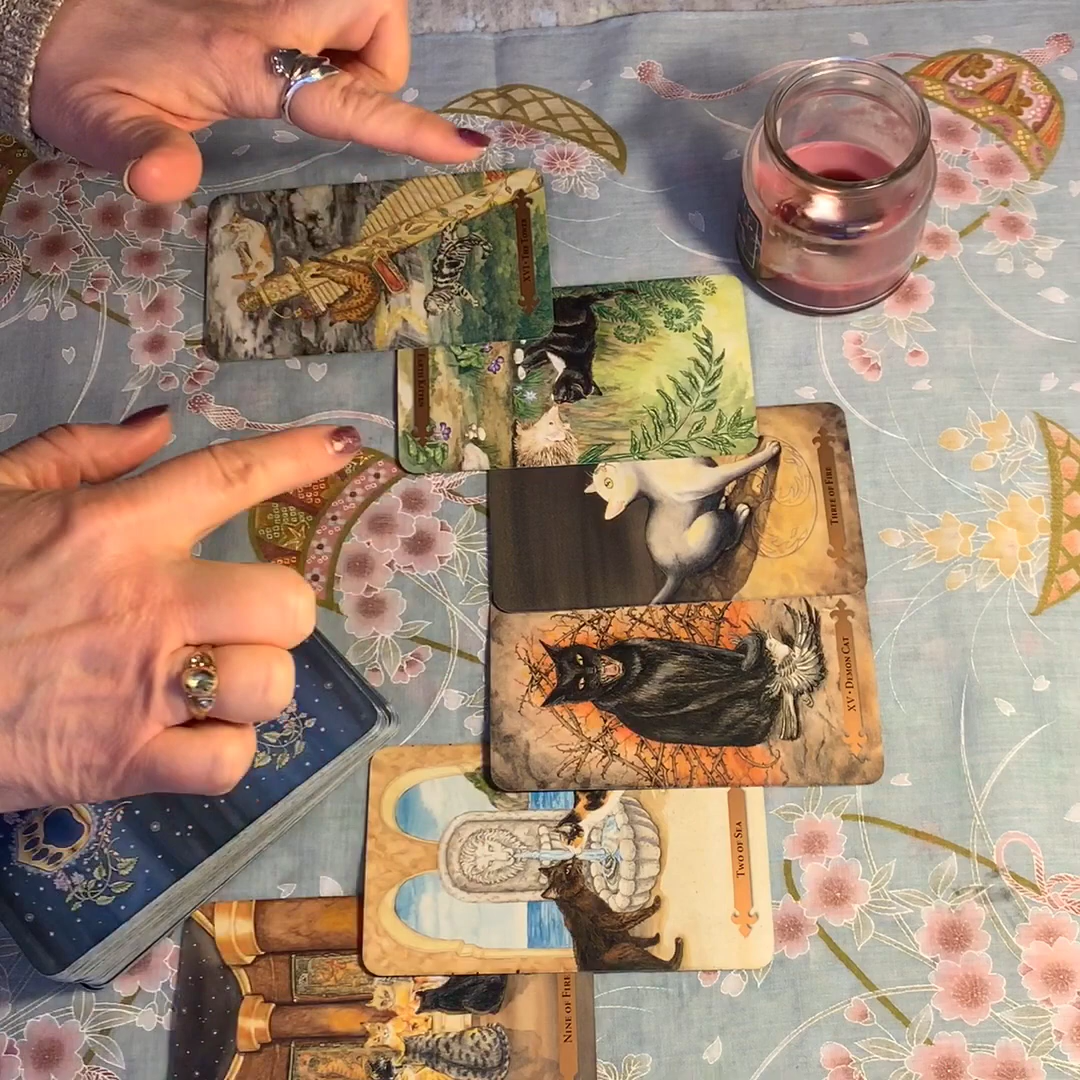 XVI • The Tower
Three of Fire
XV • Demon Cat
Two of Sea
Nine of Fire